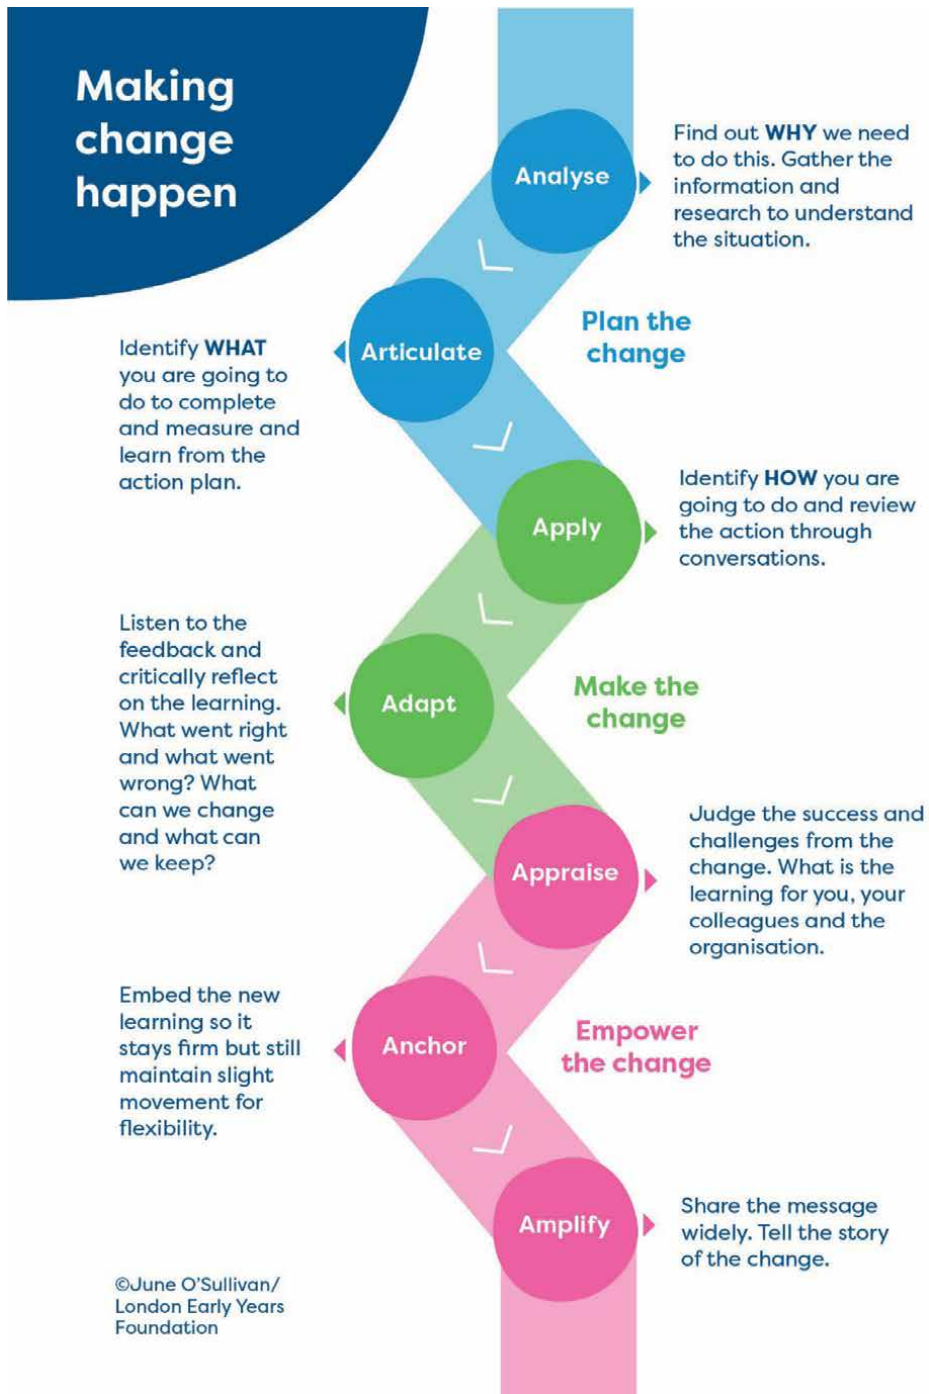 Making
change
happen
Analyse
Find out WHY we need
to do this. Gather the
information and
research to understand
the situation.
Plan the
change
Articulate
Identify WHAT
you are going to
do to complete
and measure and
learn from the
action plan.
Apply
Identify HOW you are
going to do and review
the action through
conversations.
Adapt
Listen to the
feedback and
critically reflect
on the learning.
What went right
and what went
wrong? What
can we change
and what can
we keep?
Make the
change
Appraise
Judge the success and
challenges from the
change. What is the
learning for you, your
colleagues and the
organisation.
Anchor
Embed the new
learning so it
stays firm but still
maintain slight
movement for
flexibility.
Empower
the change
Amplify
Share the message
widely. Tell the story
of the change.
©June O'Sullivan/
London Early Years
Foundation